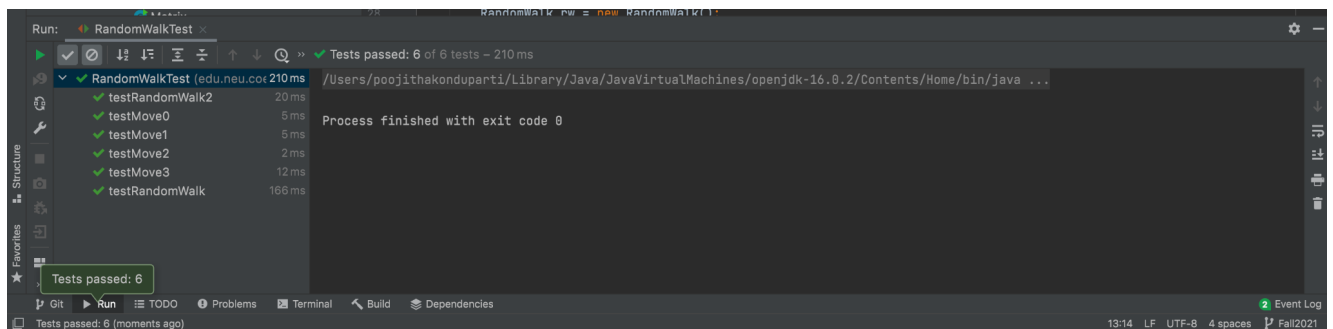 Matrix
28
RandomWalk rw = new RandomWalk();
Run:
RandomWalkTest ×
» Tests passed: 6 of 6 tests – 210 ms
RandomWalkTest (edu.neu.coe 210 ms
/Users/poojithakonduparti/Library/Java/JavaVirtualMachines/openjdk-16.0.2/Contents/Home/bin/java ...
testRandomWalk2 20 ms
testMove0 5 ms
Process finished with exit code 0
testMove1 5 ms
testMove2 2 ms
testMove3 12 ms
testRandomWalk 166 ms
Structure
Favorites
Tests passed: 6
Git Run TODO Problems Terminal Build Dependencies 2 Event Log
Tests passed: 6 (moments ago) 13:14 LF UTF-8 4 spaces Fall2021